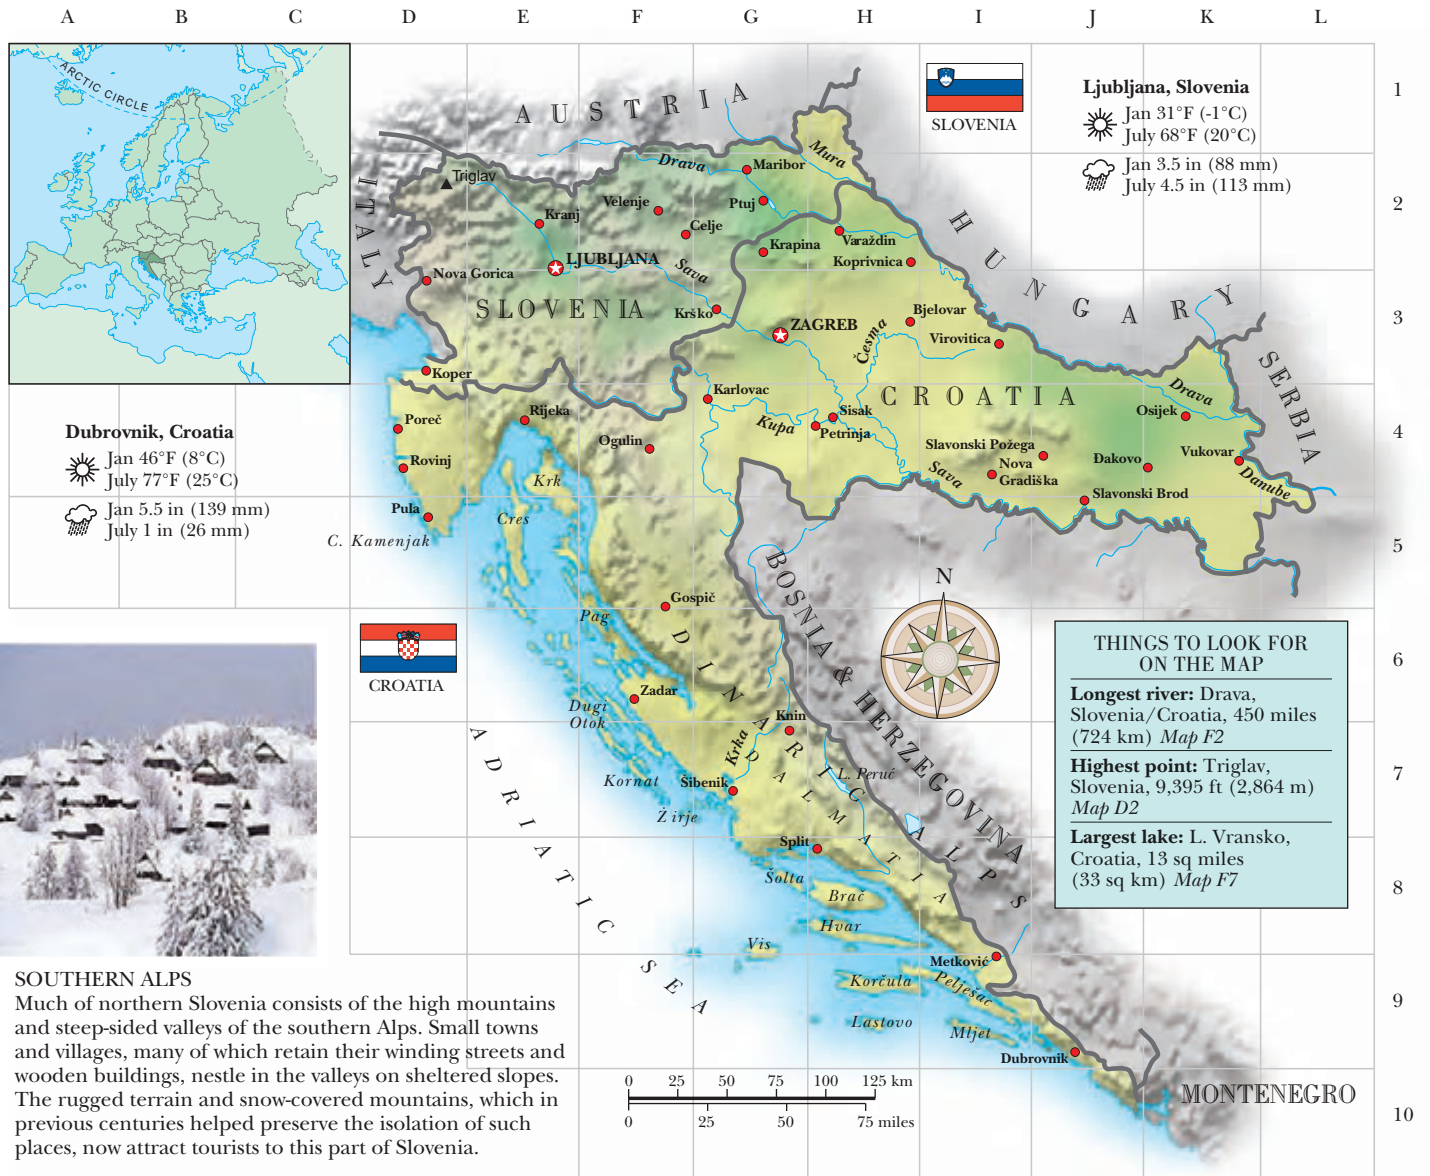 A B C D E F G H I J K L
1
2
3
4
5
6
7
8
9
10
ARCTIC CIRCLE
AUSTRIA
ITALY
HUNGARY
SERBIA
SLOVENIA
CROATIA
BOSNIA & HERZEGOVINA
MONTENEGRO
ADRIATIC SEA
DINARIC ALPS
DALMATIA
SLOVENIA
Ljubljana, Slovenia
Jan 31°F (-1°C)
July 68°F (20°C)
Jan 3.5 in (88 mm)
July 4.5 in (113 mm)
Triglav
Drava
Maribor
Mura
Velenje
Ptuj
Kranj
Celje
Krapina
Varaždin
Koprivnica
LJUBLJANA
Nova Gorica
Sava
Krško
ZAGREB
Česma
Bjelovar
Virovitica
Koper
Karlovac
Drava
Osijek
Poreč
Rijeka
Sisak
Kupa
Petrinja
Ogulin
Slavonski Požega
Nova
Gradiška
Đakovo
Vukovar
Rovinj
Krk
Sava
Danube
Slavonski Brod
Pula
Cres
C. Kamenjak
Dubrovnik, Croatia
Jan 46°F (8°C)
July 77°F (25°C)
Jan 5.5 in (139 mm)
July 1 in (26 mm)
N
Gospič
Pag
CROATIA
Zadar
Dugi
Otok
Knin
Krka
Kornat
Šibenik
L. Peruć
Žirje
Split
Šolta
Brač
Hvar
Vis
Metković
Korčula
Pelješac
Lastovo
Mljet
Dubrovnik
THINGS TO LOOK FOR
ON THE MAP
Longest river: Drava,
Slovenia/Croatia, 450 miles
(724 km) Map F2
Highest point: Triglav,
Slovenia, 9,395 ft (2,864 m)
Map D2
Largest lake: L. Vransko,
Croatia, 13 sq miles
(33 sq km) Map F7
SOUTHERN ALPS
Much of northern Slovenia consists of the high mountains
and steep-sided valleys of the southern Alps. Small towns
and villages, many of which retain their winding streets and
wooden buildings, nestle in the valleys on sheltered slopes.
The rugged terrain and snow-covered mountains, which in
previous centuries helped preserve the isolation of such
places, now attract tourists to this part of Slovenia.
0 25 50 75 100 125 km
0 25 50 75 miles